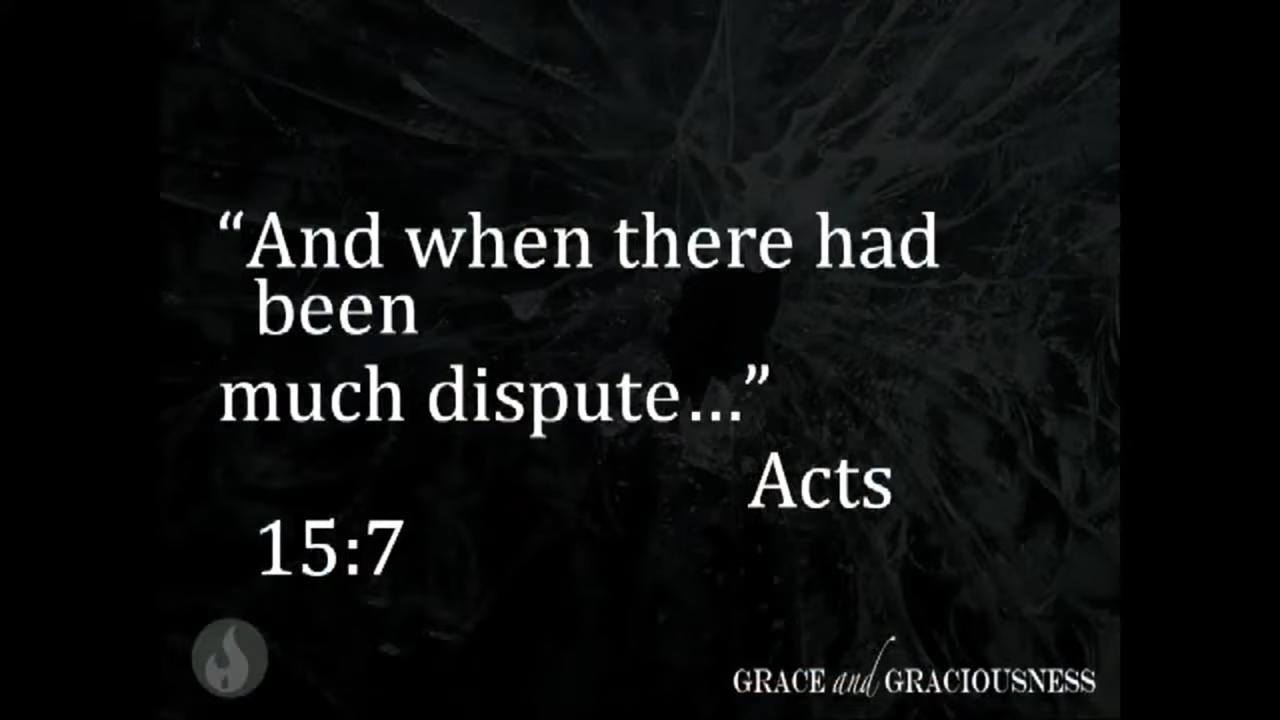 “And when there had
been
much dispute…”
Acts
15:7
GRACE and GRACIOUSNESS